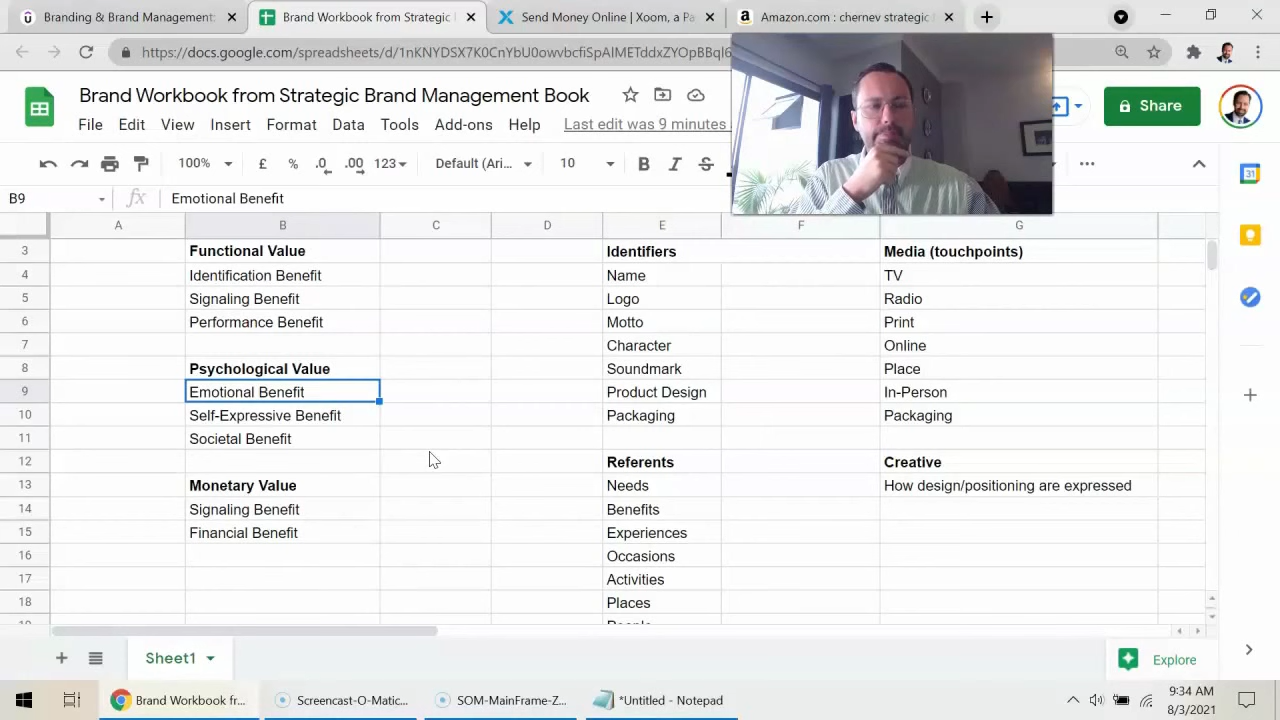 Branding & Brand Management:
Brand Workbook from Strategic
Send Money Online | Xoom, a Pa
Amazon.com : chernev strategic
https://docs.google.com/spreadsheets/d/1nKNYDSX7K0CnYbU0owvbcfiSpAIMETddxZYOpBBql6
Brand Workbook from Strategic Brand Management Book
Share
File Edit View Insert Format Data Tools Add-ons Help Last edit was 9 minutes
100% £ % .0 .00 123 Default (Ari... 10 B I S
B9 fx Emotional Benefit
A B C D E F G
3 Functional Value Identifiers Media (touchpoints)
4 Identification Benefit Name TV
5 Signaling Benefit Logo Radio
6 Performance Benefit Motto Print
7 Character Online
8 Psychological Value Soundmark Place
9 Emotional Benefit Product Design In-Person
10 Self-Expressive Benefit Packaging Packaging
11 Societal Benefit
12 Referents Creative
13 Monetary Value Needs How design/positioning are expressed
14 Signaling Benefit Benefits
15 Financial Benefit Experiences
16 Occasions
17 Activities
18 Places
Sheet1
Explore
Brand Workbook fr...
Screencast-O-Matic...
SOM-MainFrame-Z...
*Untitled - Notepad
9:34 AM
8/3/2021
31